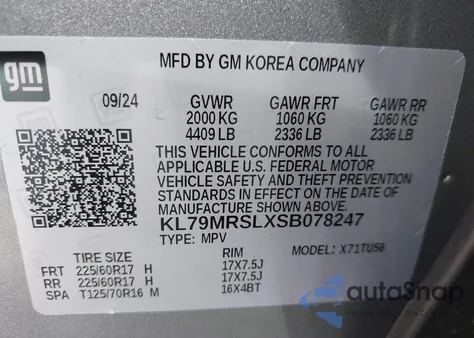 gm
MFD BY GM KOREA COMPANY
09/24 GVWR GAWR FRT GAWR RR
2000 KG 1060 KG 1060 KG
4409 LB 2336 LB 2336 LB
THIS VEHICLE CONFORMS TO ALL
APPLICABLE U.S. FEDERAL MOTOR
VEHICLE SAFETY AND THEFT PREVENTION
STANDARDS IN EFFECT ON THE DATE OF
MANUFACTURE SHOWN ABOVE.
KL79MRSLXSB078247
TYPE: MPV MODEL: X71TUS6
TIRE SIZE RIM
FRT 225/60R17 H 17X7.5J
RR 225/60R17 H 17X7.5J
SPA T125/70R16 M 16X4BT
autoSnap